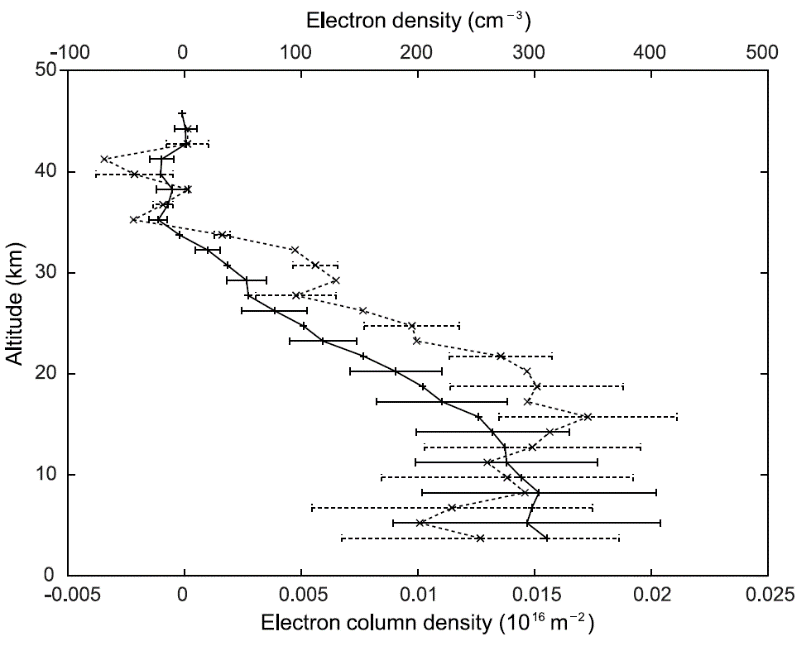 Electron density (cm⁻³)
-100 0 100 200 300 400 500
50
40
30
20
10
0
Altitude (km)
-0.005 0 0.005 0.01 0.015 0.02 0.025
Electron column density (10¹⁶ m⁻²)